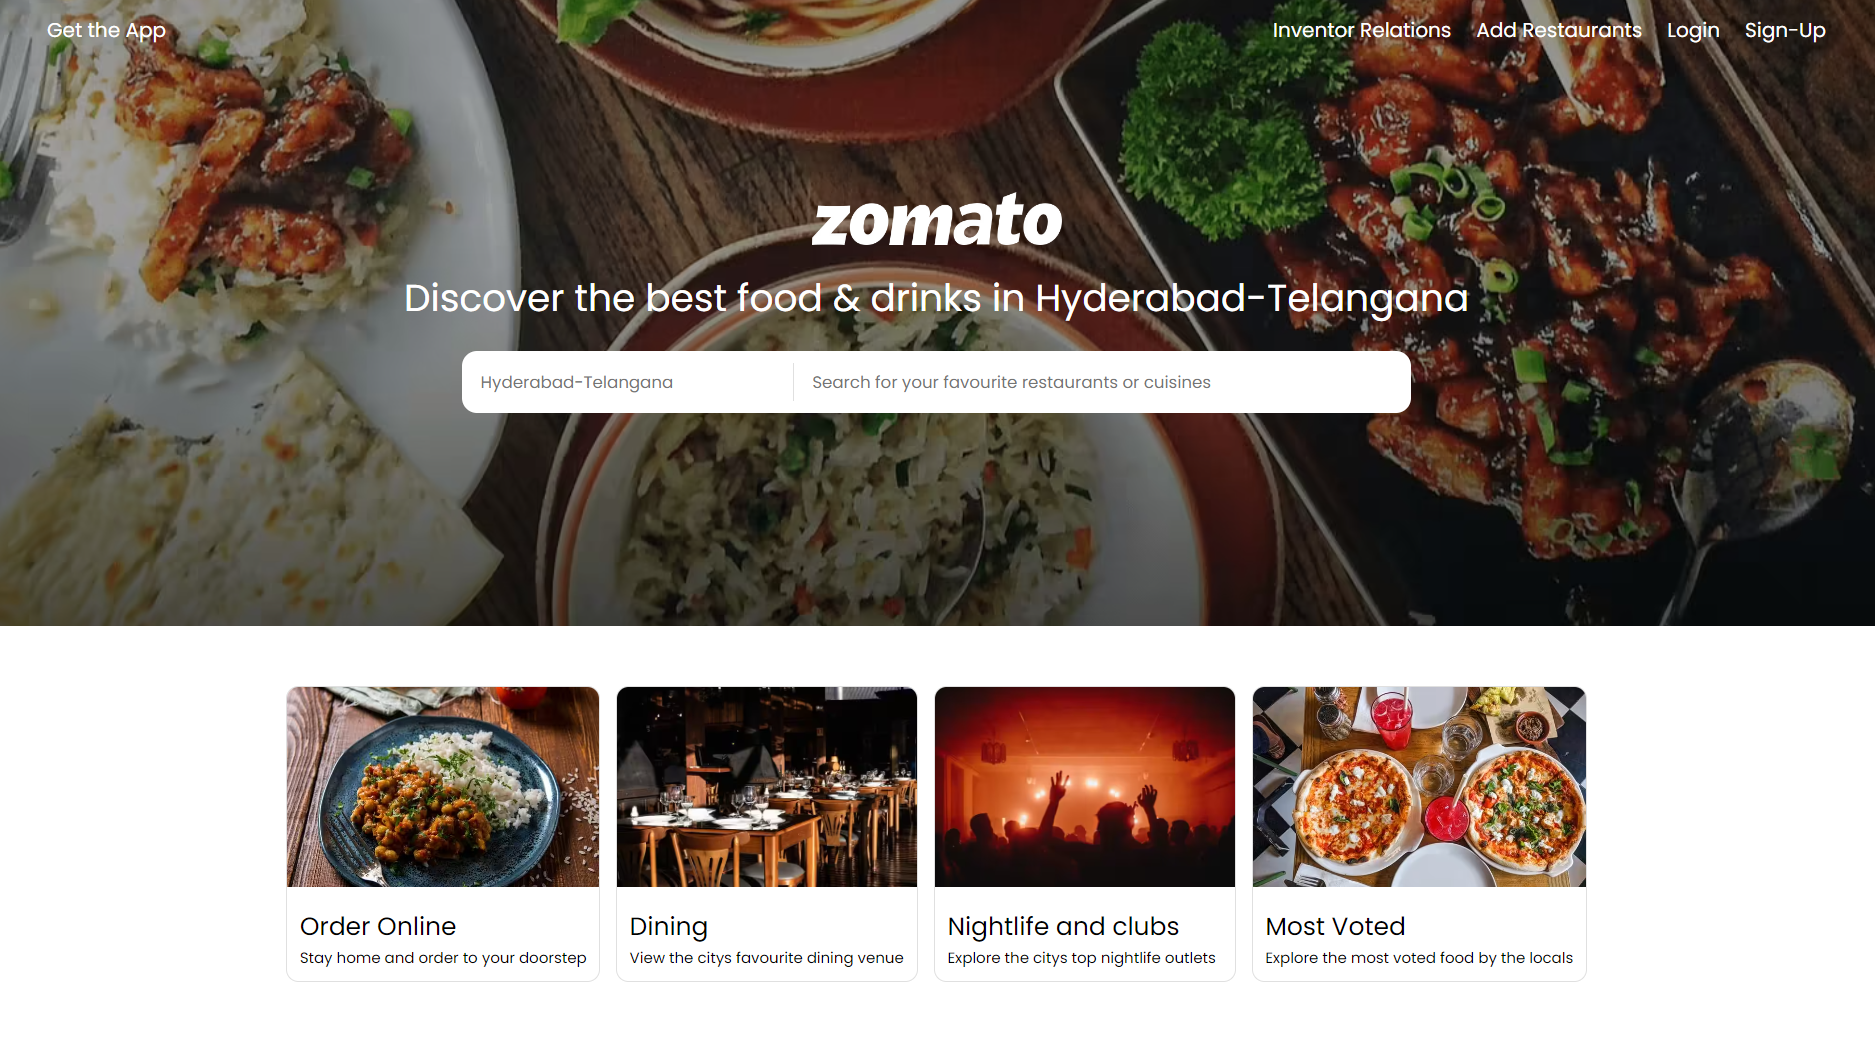 Get the App
Inventor Relations
Add Restaurants
Login
Sign-Up
zomato
Discover the best food & drinks in Hyderabad-Telangana
Hyderabad-Telangana
Search for your favourite restaurants or cuisines
Order Online
Stay home and order to your doorstep
Dining
View the citys favourite dining venue
Nightlife and clubs
Explore the citys top nightlife outlets
Most Voted
Explore the most voted food by the locals